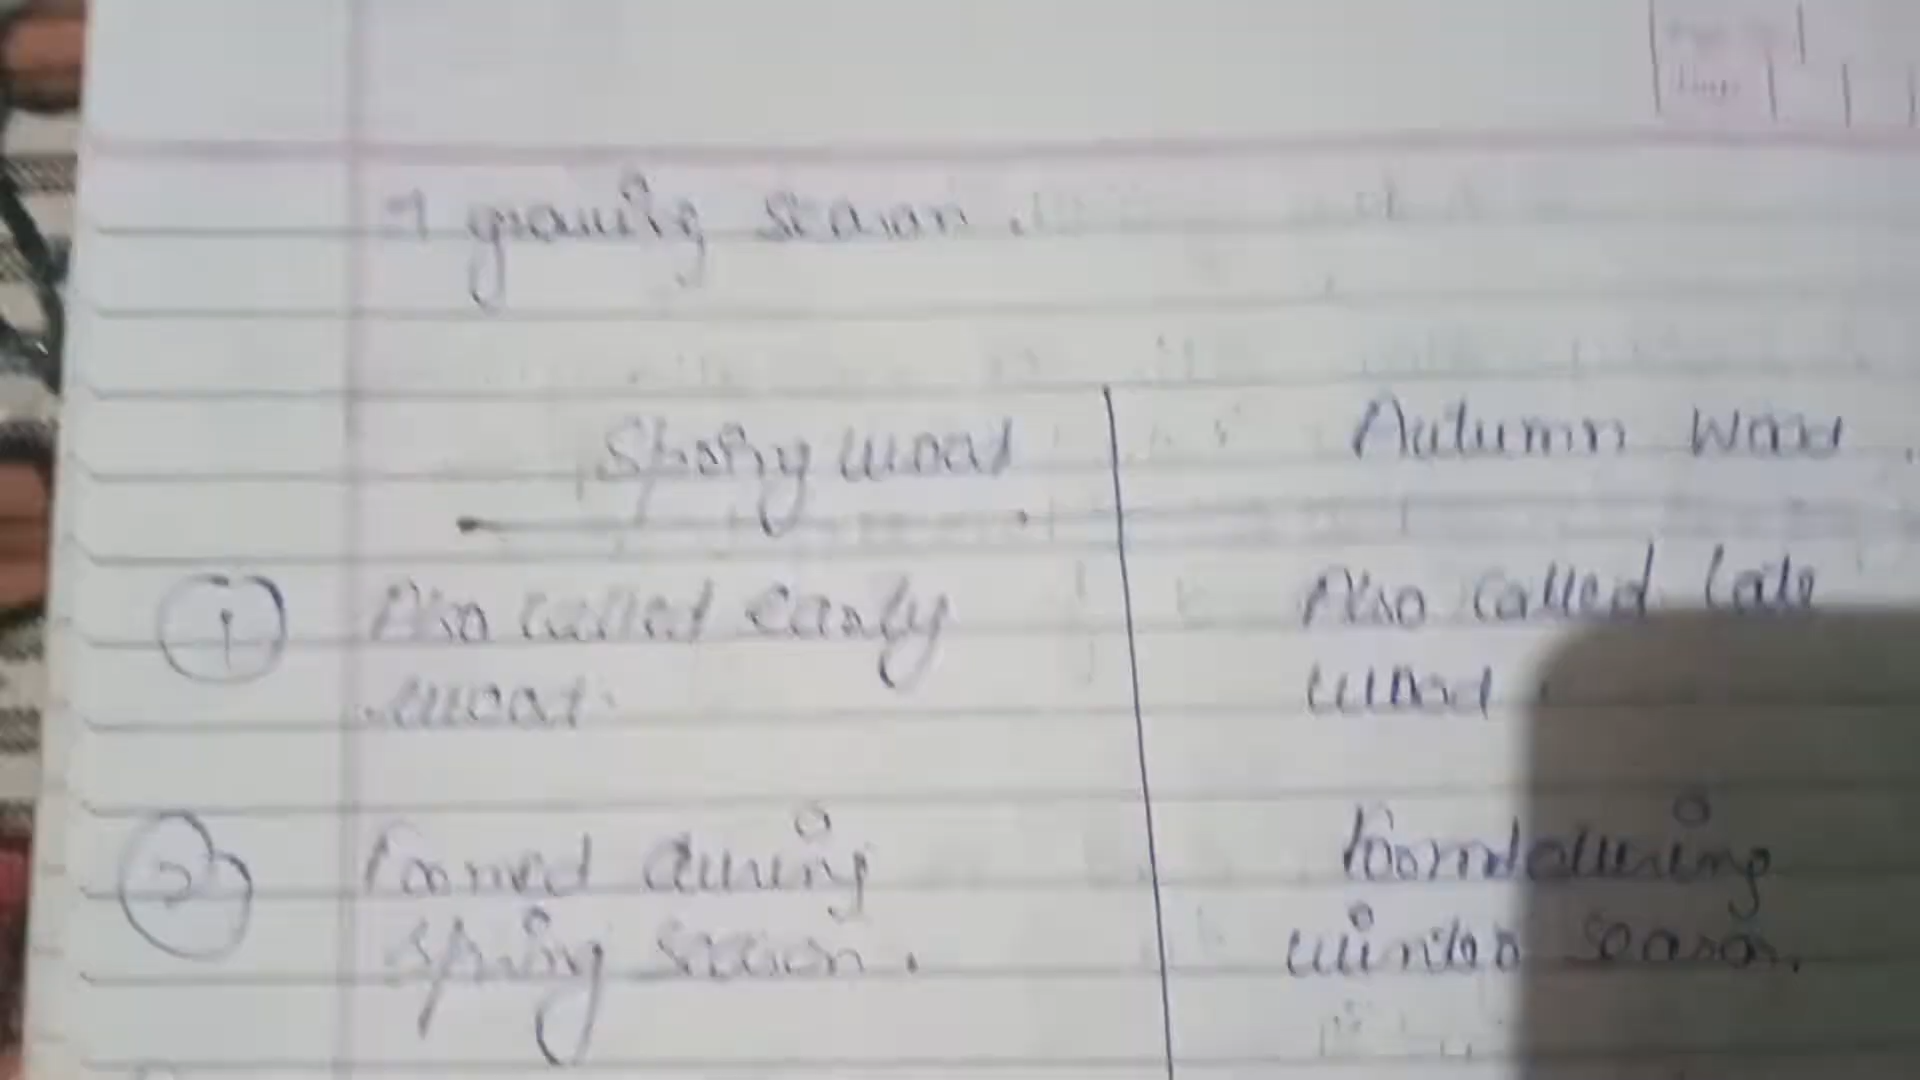 growing season.
Spring wood
Autumn wood.
① Also called early
wood.
Also called late
wood
② Formed during
spring season.
formed during
winter season.